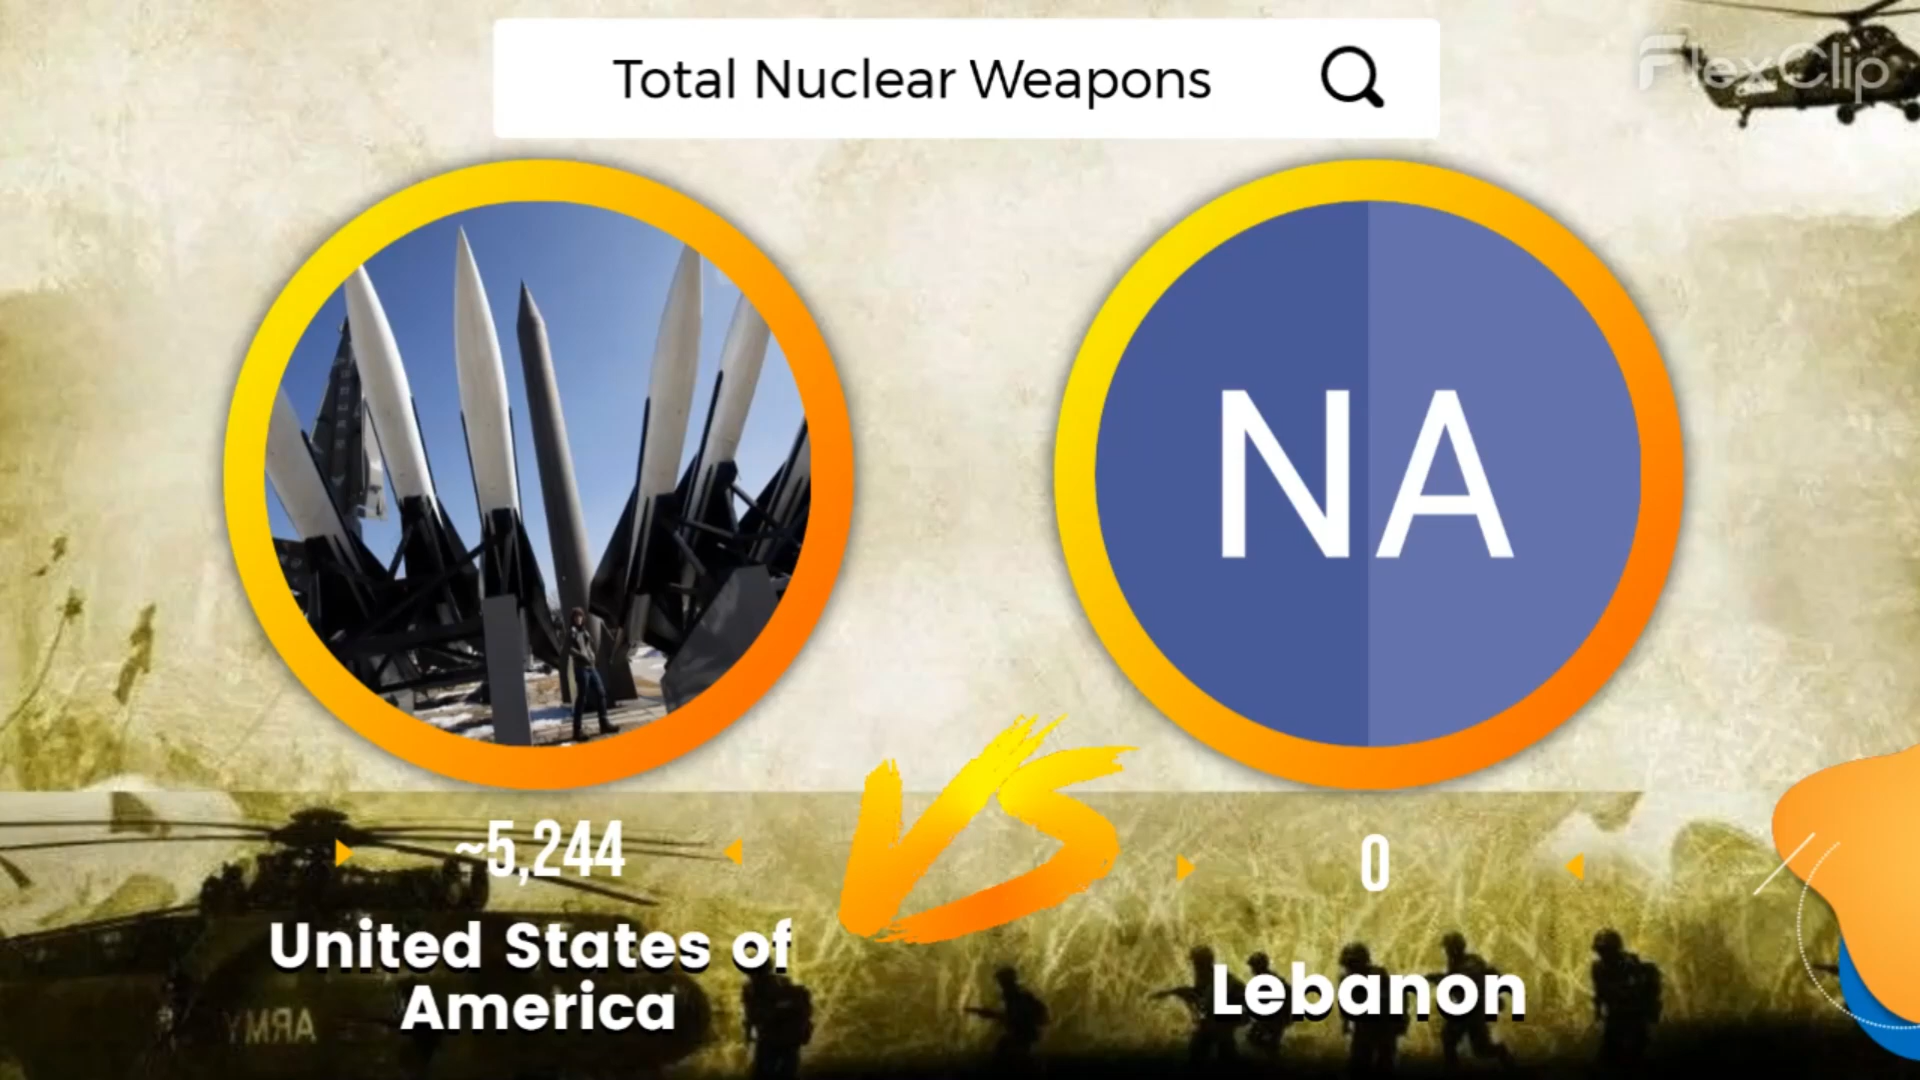 Total Nuclear Weapons
FlexClip
NA
~5,244
VS
0
United States of
America
Lebanon
ARMY